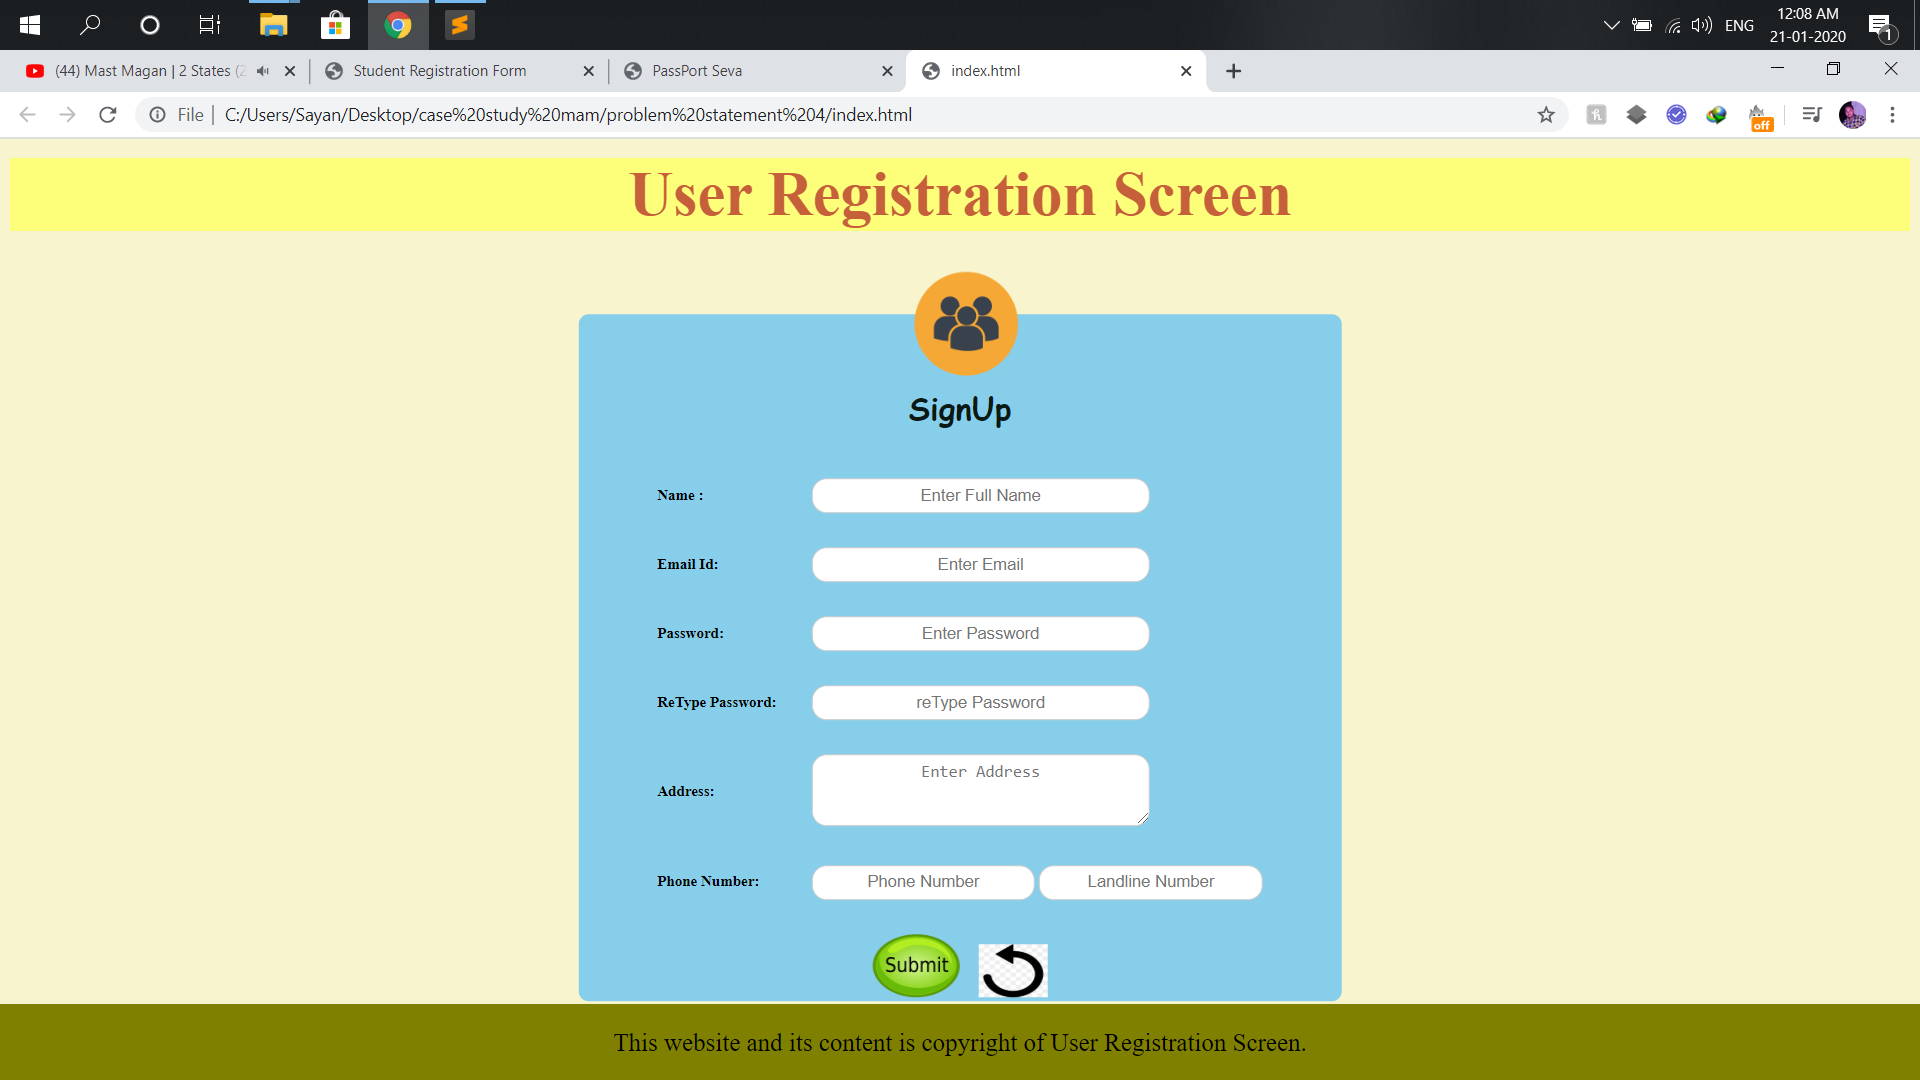 ENG
12:08 AM
21-01-2020
1
(44) Mast Magan | 2 States (2
Student Registration Form
PassPort Seva
index.html
File | C:/Users/Sayan/Desktop/case%20study%20mam/problem%20statement%204/index.html
off
User Registration Screen
SignUp
Name : Enter Full Name
Email Id: Enter Email
Password: Enter Password
ReType Password: reType Password
Address: Enter Address
Phone Number: Phone Number Landline Number
Submit
This website and its content is copyright of User Registration Screen.